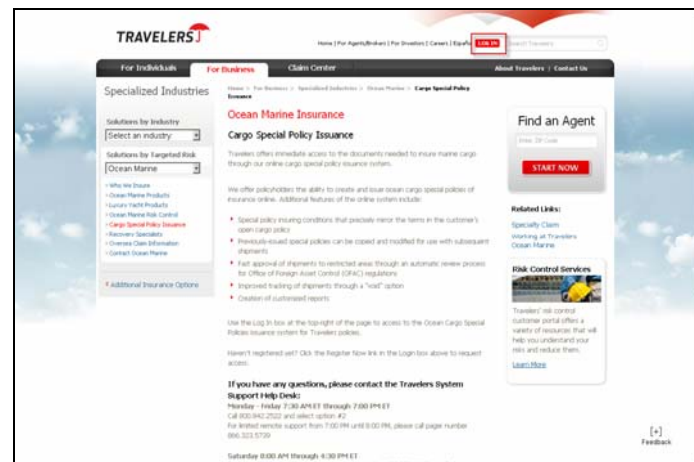 TRAVELERS
Home | For Agents/Brokers | For Investors | Careers | Español LOG IN Search Travelers
For Individuals For Business Claim Center About Travelers | Contact Us
Specialized Industries
Solutions by Industry
Select an industry
Solutions by Targeted Risk
Ocean Marine
Who We Insure
Ocean Marine Products
Luxury Yacht Products
Ocean Marine Risk Control
Cargo Special Policy Issuance
Recovery Specialists
Oversea Claim Information
Contact Ocean Marine
Additional Insurance Options
Home > For Business > Specialized Industries > Ocean Marine > Cargo Special Policy
Issuance
Ocean Marine Insurance
Cargo Special Policy Issuance
Travelers offers immediate access to the documents needed to insure marine cargo
through our online cargo special policy issuance system.
We offer policyholders the ability to create and issue ocean cargo special policies of
insurance online. Additional features of the online system include:
Special policy insuring conditions that precisely mirror the terms in the customer's
open cargo policy
Previously-issued special policies can be copied and modified for use with subsequent
shipments
Fast approval of shipments to restricted areas through an automatic review process
for Office of Foreign Asset Control (OFAC) regulations
Improved tracking of shipments through a "void" option
Creation of customized reports
Use the Log In box at the top-right of the page to access to the Ocean Cargo Special
Policies issuance system for Travelers policies.
Haven't registered yet? Click the Register Now link in the Login box above to request
access.
If you have any questions, please contact the Travelers System
Support Help Desk:
Monday - Friday 7:30 AM ET through 7:00 PM ET
Call 800.842.2522 and select option #2
For limited remote support from 7:00 PM until 8:00 PM, please call pager number
866.323.5739
Saturday 8:00 AM through 4:30 PM ET
Find an Agent
Enter ZIP Code
START NOW
Related Links:
Specialty Claim
Working at Travelers
Ocean Marine
Risk Control Services
Travelers' risk control
customer portal offers a
variety of resources that will
help you understand your
risks and reduce them.
Learn More
[+]
Feedback